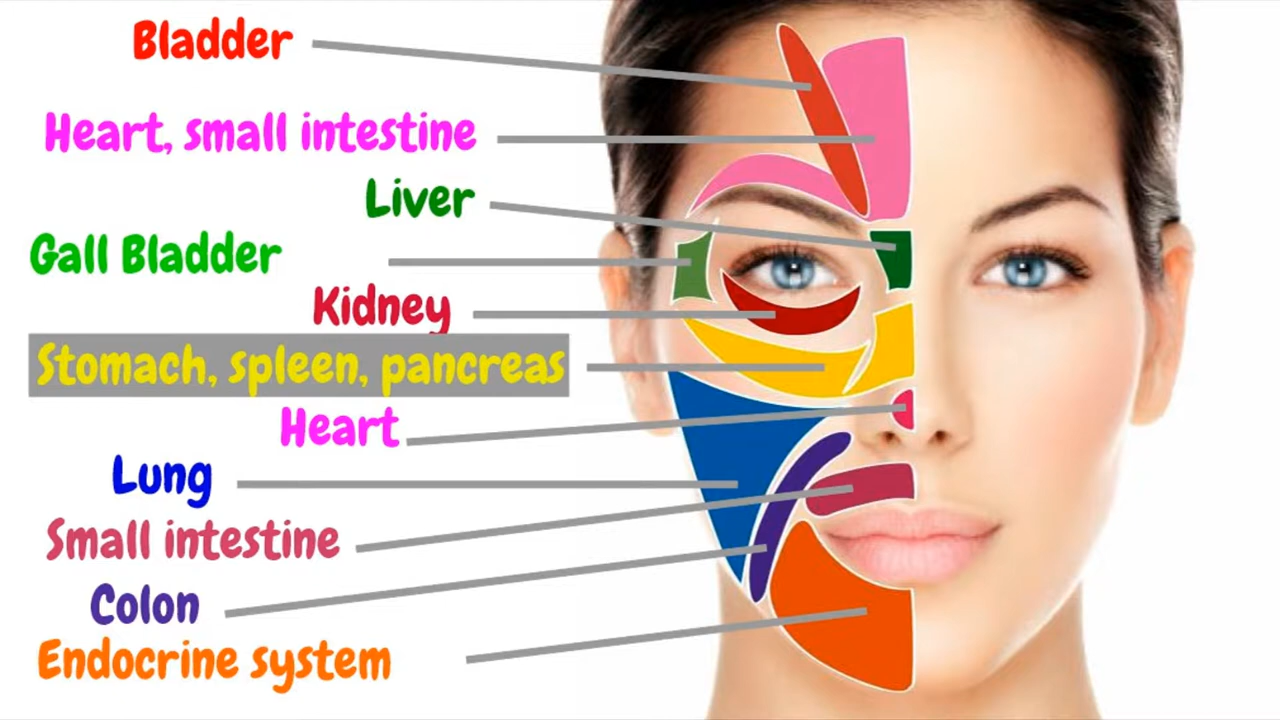 Bladder
Heart, small intestine
Liver
Gall Bladder
Kidney
Stomach, spleen, pancreas
Heart
Lung
Small intestine
Colon
Endocrine system